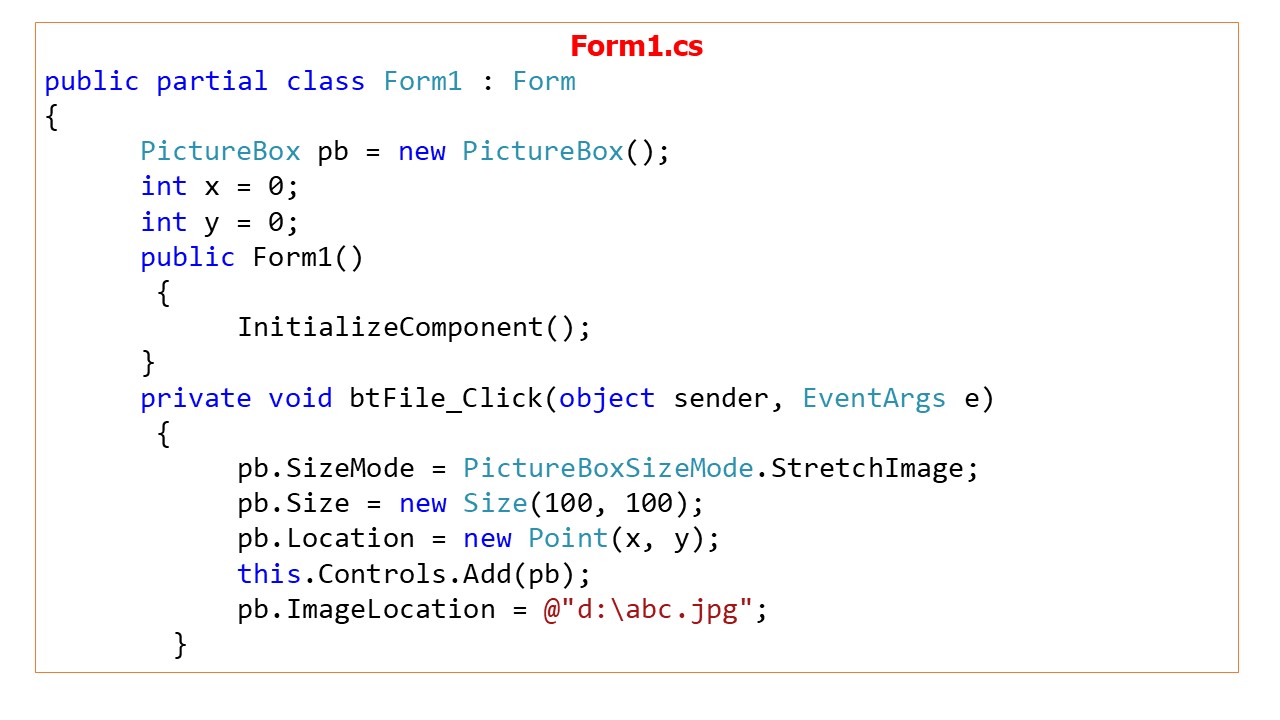 Form1.cs
public partial class Form1 : Form
{
PictureBox pb = new PictureBox();
int x = 0;
int y = 0;
public Form1()
{
InitializeComponent();
}
private void btFile_Click(object sender, EventArgs e)
{
pb.SizeMode = PictureBoxSizeMode.StretchImage;
pb.Size = new Size(100, 100);
pb.Location = new Point(x, y);
this.Controls.Add(pb);
pb.ImageLocation = @"d:\abc.jpg";
}